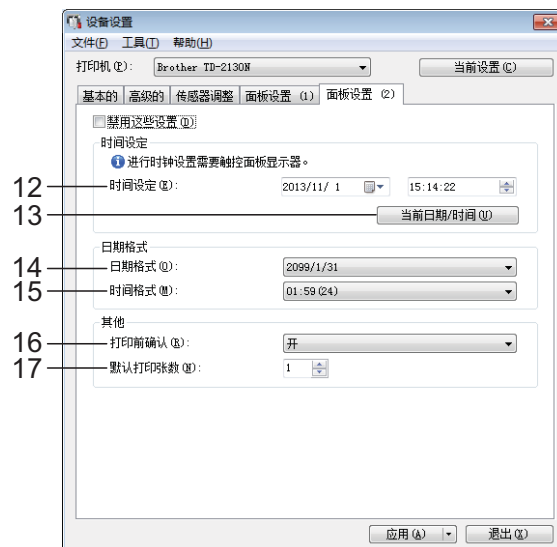 设备设置
文件(F) 工具(T) 帮助(H)
打印机(P): Brother TD-2130N 当前设置(C)
基本的 高级的 传感器调整 面板设置 (1) 面板设置 (2)
禁用这些设置(D)
时间设定
进行时钟设置需要触控面板显示器。
12 时间设定(E): 2013/11/ 1 15:14:22
13 当前日期/时间(U)
日期格式
14 日期格式(O): 2099/1/31
15 时间格式(M): 01:59(24)
其他
16 打印前确认(R): 开
17 默认打印张数(N): 1
应用(A) 退出(X)